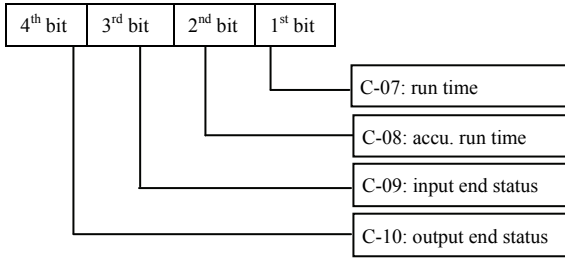 4th bit 3rd bit 2nd bit 1st bit
C-07: run time
C-08: accu. run time
C-09: input end status
C-10: output end status